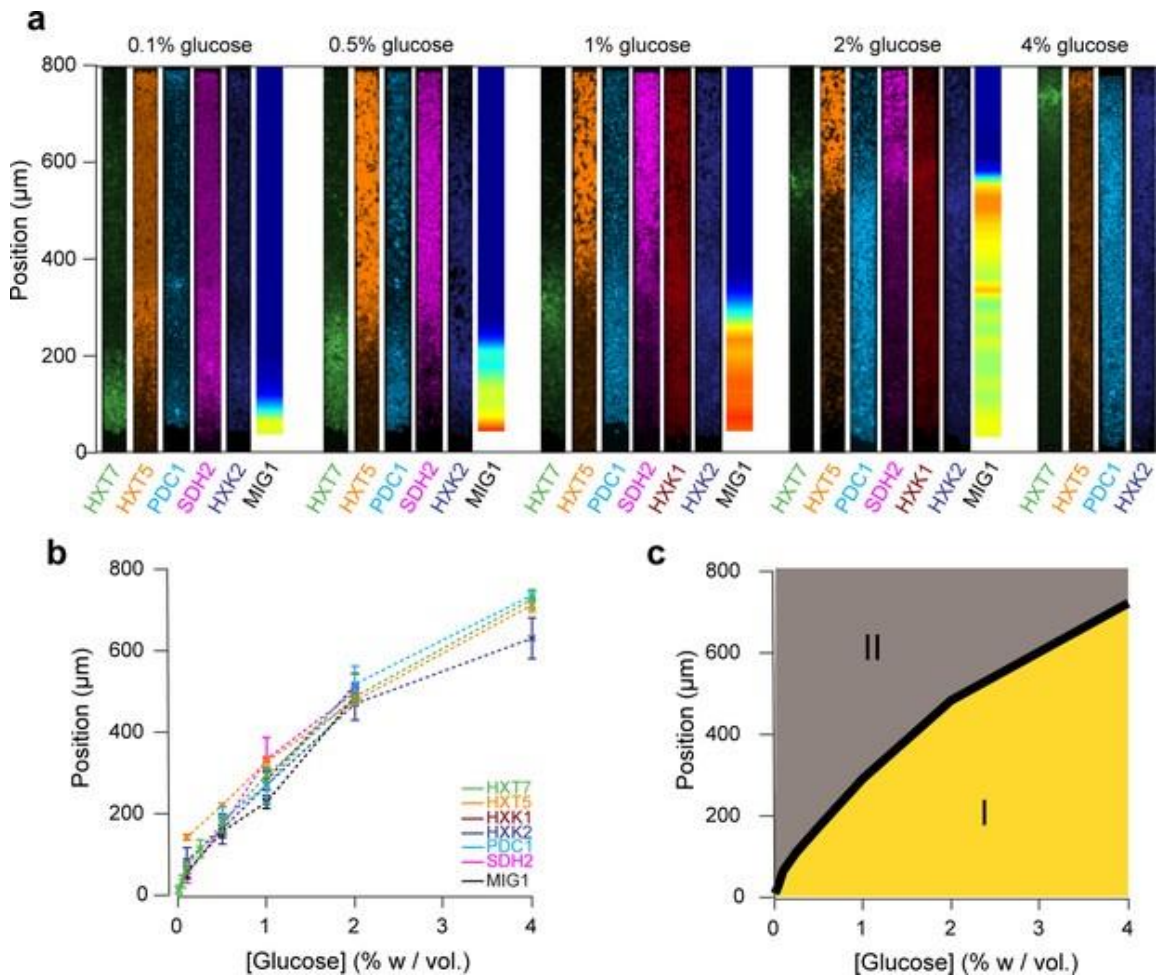 a
0.1% glucose 0.5% glucose 1% glucose 2% glucose 4% glucose
800
600
400
200
0
Position (µm)
HXT7 HXT5 PDC1 SDH2 HXK2 MIG1 HXT7 HXT5 PDC1 SDH2 HXK2 MIG1 HXT7 HXT5 PDC1 SDH2 HXK1 HXK2 MIG1 HXT7 HXT5 PDC1 SDH2 HXK1 HXK2 MIG1 HXT7 HXT5 PDC1 HXK2
b
800
600
400
200
0
Position (µm)
HXT7
HXT5
HXK1
HXK2
PDC1
SDH2
MIG1
0 1 2 3 4
[Glucose] (% w / vol.)
c
800
600
400
200
0
Position (µm)
II
I
0 1 2 3 4
[Glucose] (% w / vol.)